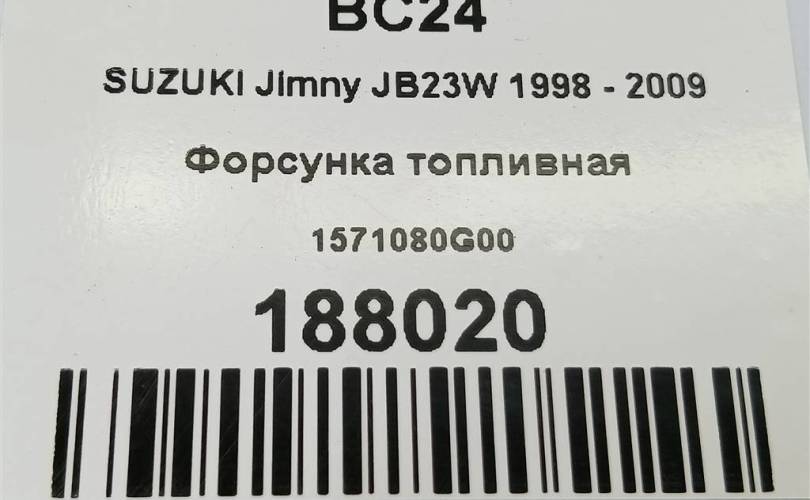 BC24
SUZUKI Jimny JB23W 1998 - 2009
Форсунка топливная
1571080G00
188020